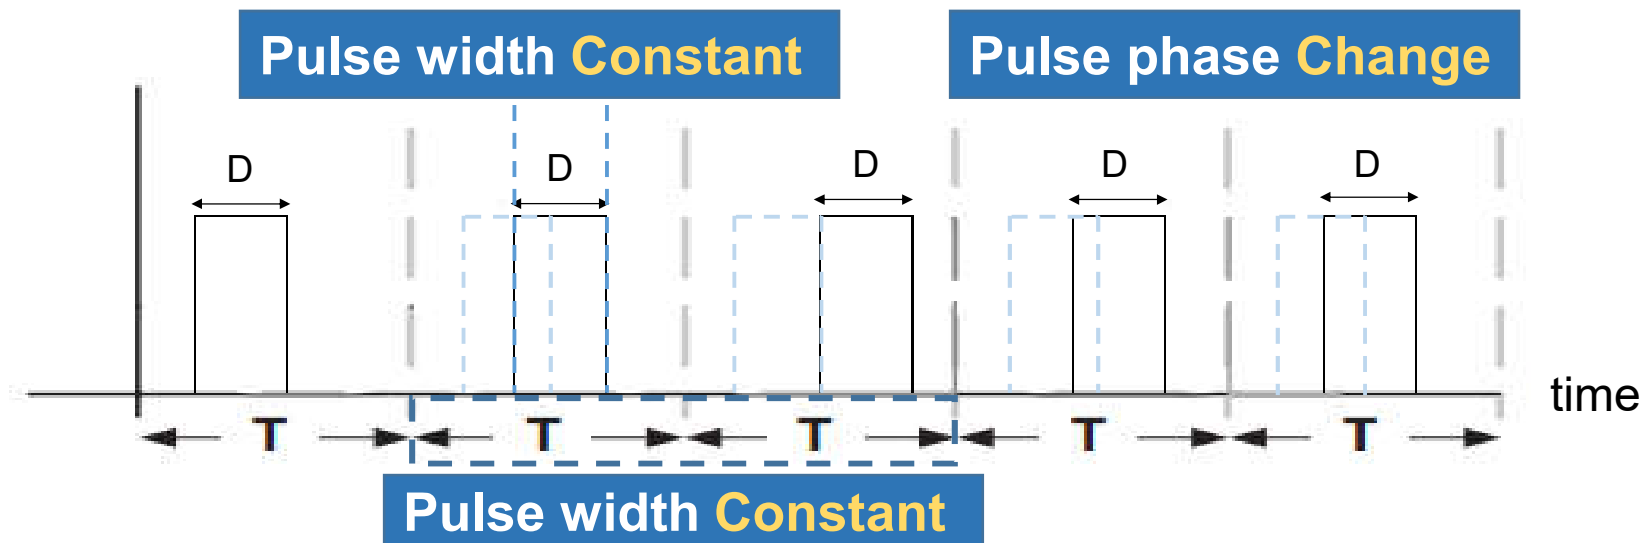 Pulse width Constant
Pulse phase Change
D D D D D
time
T T T T T
Pulse width Constant